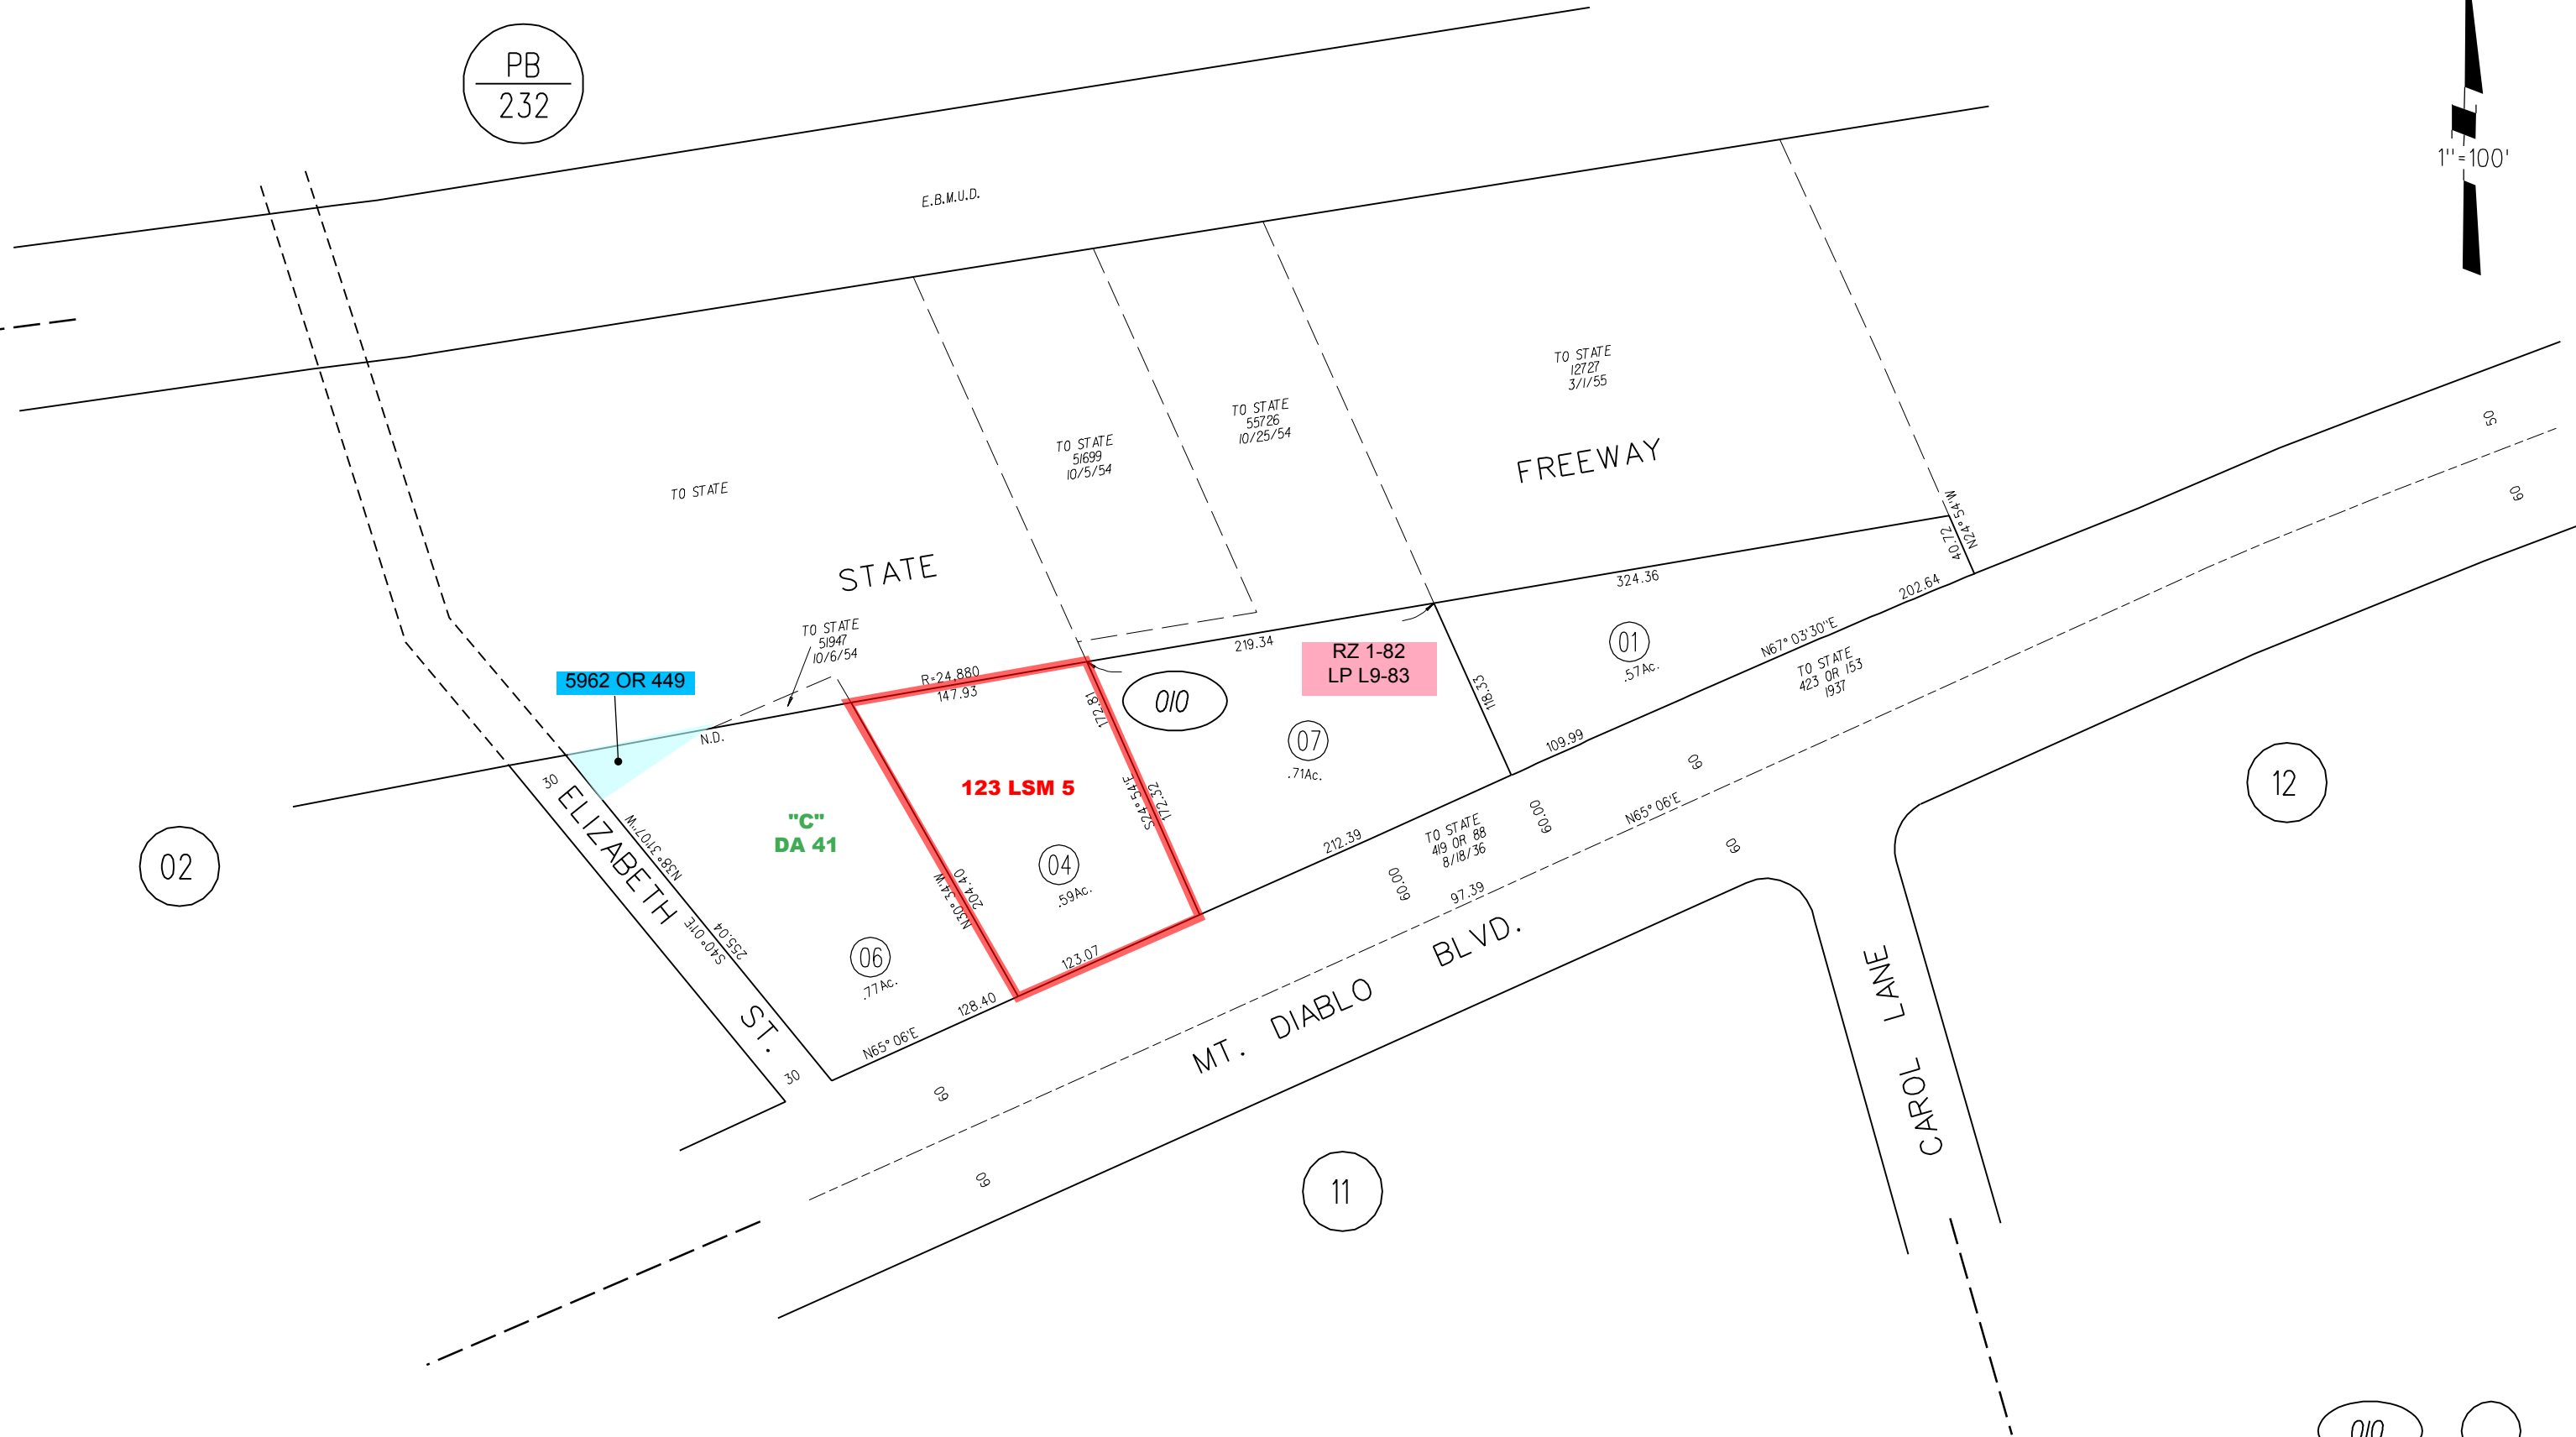 PB
232
1"=100'
E.B.M.U.D.
TO STATE
12727
3/1/55
TO STATE
55726
10/25/54
TO STATE
51699
10/5/54
TO STATE
FREEWAY
STATE
50
60
N24° 54'W
40.72
324.36
202.64
TO STATE
51947
10/6/54
219.34
RZ 1-82
LP L9-83
01
.57Ac.
N67° 03'30"E
TO STATE
423 OR 153
1937
5962 OR 449
R=24,880
147.93
172.81
010
118.33
N.D.
07
.71Ac.
109.99
60
12
30
ELIZABETH ST.
N38° 31'07"W
S40° 01'E
255.04
"C"
DA 41
123 LSM 5
S24° 54'E
172.32
02
04
.59Ac.
N30° 34'W
204.40
212.39
TO STATE
419 OR 88
8/18/36
60.00
60.00
N65° 06'E
60
97.39
06
.77Ac.
123.07
128.40
N65° 06'E
30
60
60
MT. DIABLO BLVD.
CAROL LANE
11
010